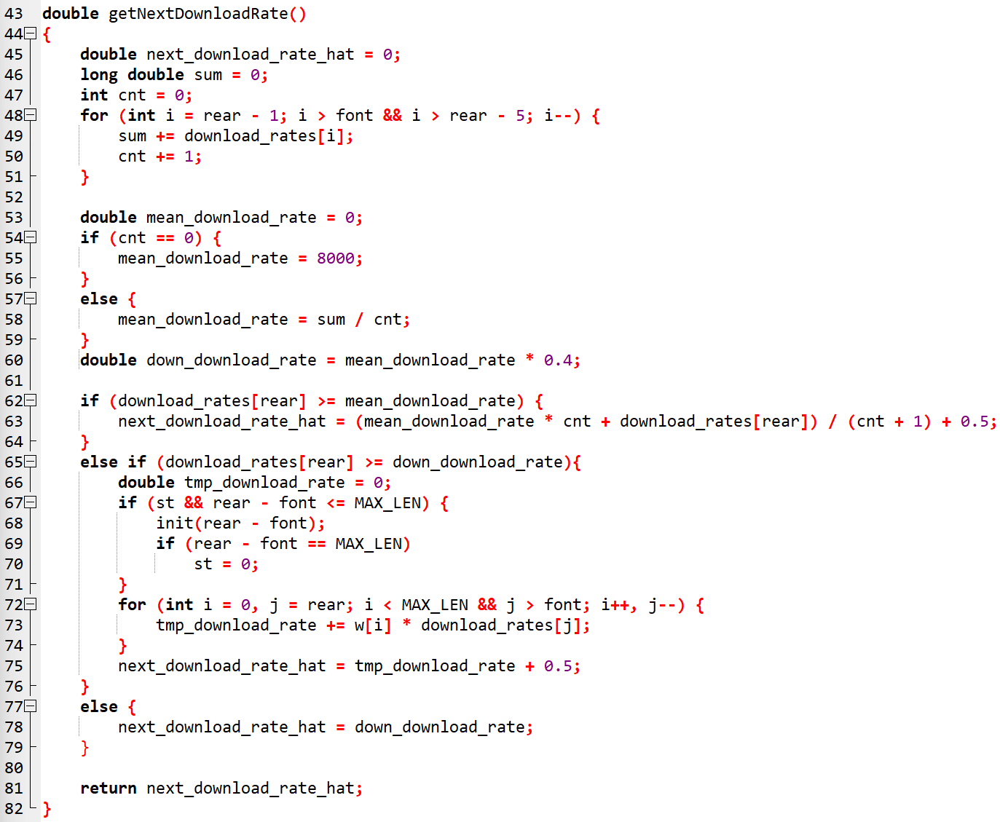 43 double getNextDownloadRate()
44 {
45     double next_download_rate_hat = 0;
46     long double sum = 0;
47     int cnt = 0;
48     for (int i = rear - 1; i > font && i > rear - 5; i--) {
49         sum += download_rates[i];
50         cnt += 1;
51     }
52
53     double mean_download_rate = 0;
54     if (cnt == 0) {
55         mean_download_rate = 8000;
56     }
57     else {
58         mean_download_rate = sum / cnt;
59     }
60     double down_download_rate = mean_download_rate * 0.4;
61
62     if (download_rates[rear] >= mean_download_rate) {
63         next_download_rate_hat = (mean_download_rate * cnt + download_rates[rear]) / (cnt + 1) + 0.5;
64     }
65     else if (download_rates[rear] >= down_download_rate){
66         double tmp_download_rate = 0;
67         if (st && rear - font <= MAX_LEN) {
68             init(rear - font);
69             if (rear - font == MAX_LEN)
70                 st = 0;
71         }
72         for (int i = 0, j = rear; i < MAX_LEN && j > font; i++, j--) {
73             tmp_download_rate += w[i] * download_rates[j];
74         }
75         next_download_rate_hat = tmp_download_rate + 0.5;
76     }
77     else {
78         next_download_rate_hat = down_download_rate;
79     }
80
81     return next_download_rate_hat;
82 }